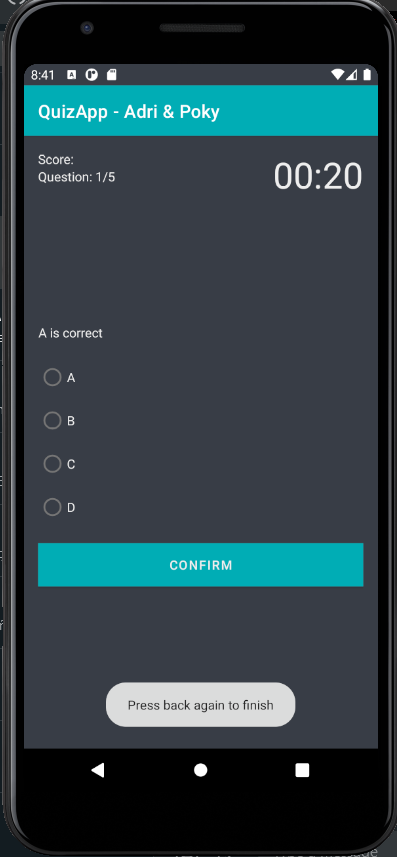 8:41
QuizApp - Adri & Poky
Score:
Question: 1/5
00:20
A is correct
A
B
C
D
CONFIRM
Press back again to finish